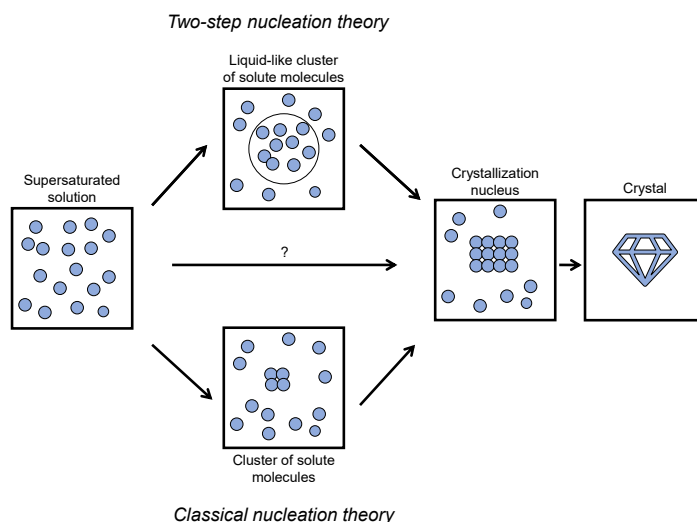 Two-step nucleation theory
Liquid-like cluster
of solute molecules
Supersaturated
solution
Crystallization
nucleus
Crystal
?
Cluster of solute
molecules
Classical nucleation theory